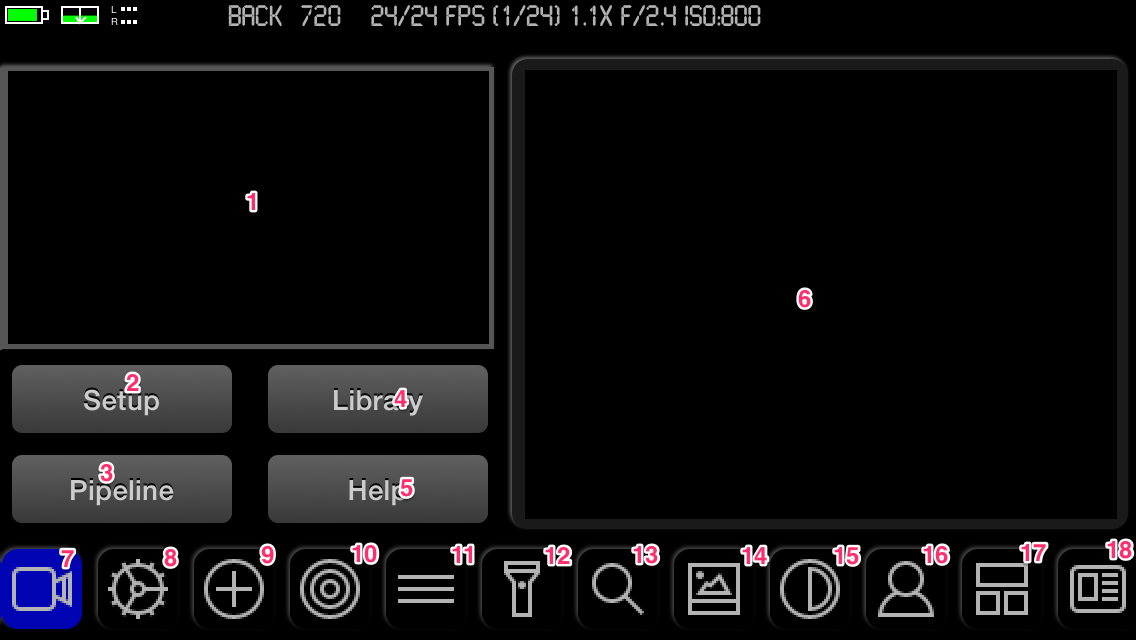 L
R
BACK 720 24/24 FPS (1/24) 1.1X F/2.4 ISO:800
1
2
Setup
4
Library
3
Pipeline
5
Help
7 8 9 10 11 12 13 14 15 16 17 18
6